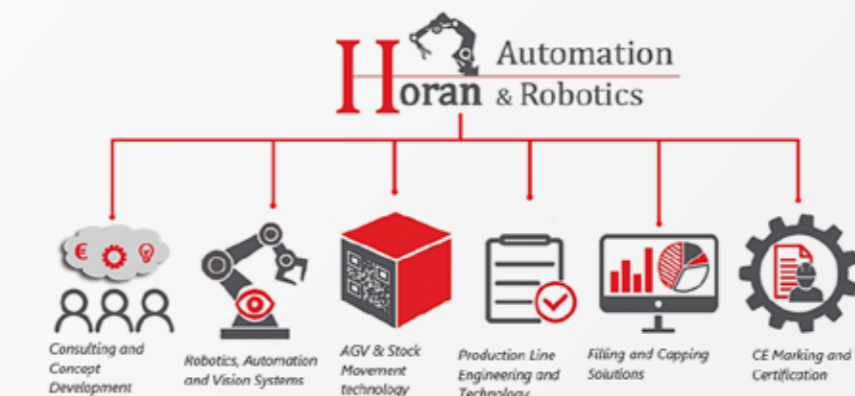 Horan Automation
& Robotics
Consulting and
Concept
Development
Robotics, Automation
and Vision Systems
AGV & Stock
Movement
technology
Production Line
Engineering and
Technology
Filling and Capping
Solutions
CE Marking and
Certification